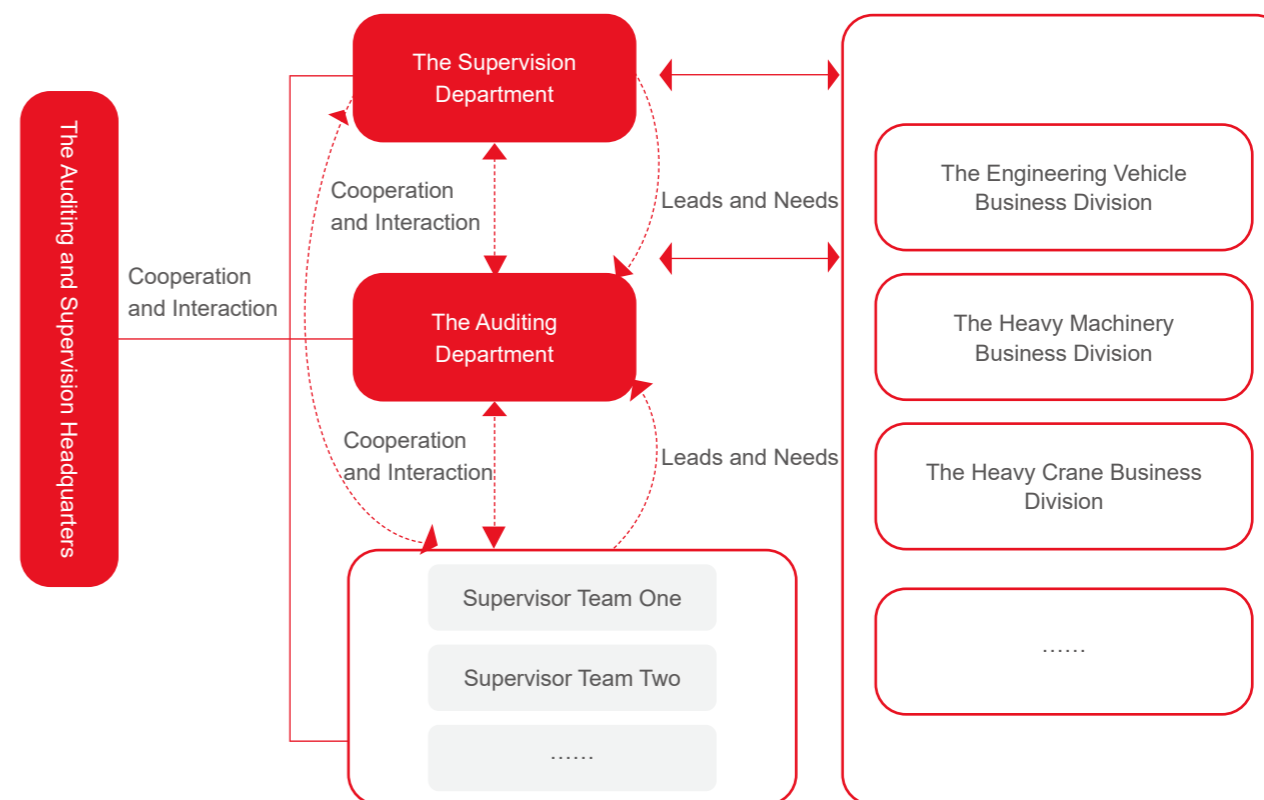 The Auditing and Supervision Headquarters
Cooperation
and Interaction
The Supervision
Department
Cooperation
and Interaction
Leads and Needs
The Auditing
Department
Cooperation
and Interaction
Leads and Needs
Supervisor Team One
Supervisor Team Two
......
The Engineering Vehicle
Business Division
The Heavy Machinery
Business Division
The Heavy Crane Business
Division
......